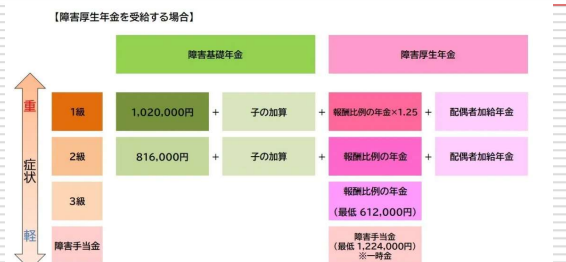 【障害厚生年金を受給する場合】
障害基礎年金 障害厚生年金
重
1級 1,020.000円 + 子の加算 + 報酬比例の年金×1.25 + 配偶者加給年金
2級 816,000円 + 子の加算 + 報酬比例の年金 + 配偶者加給年金
症状
3級 報酬比例の年金
(最低 612,000円)
軽
障害手当金 障害手当金
(最低 1,224,000円)
※一時金